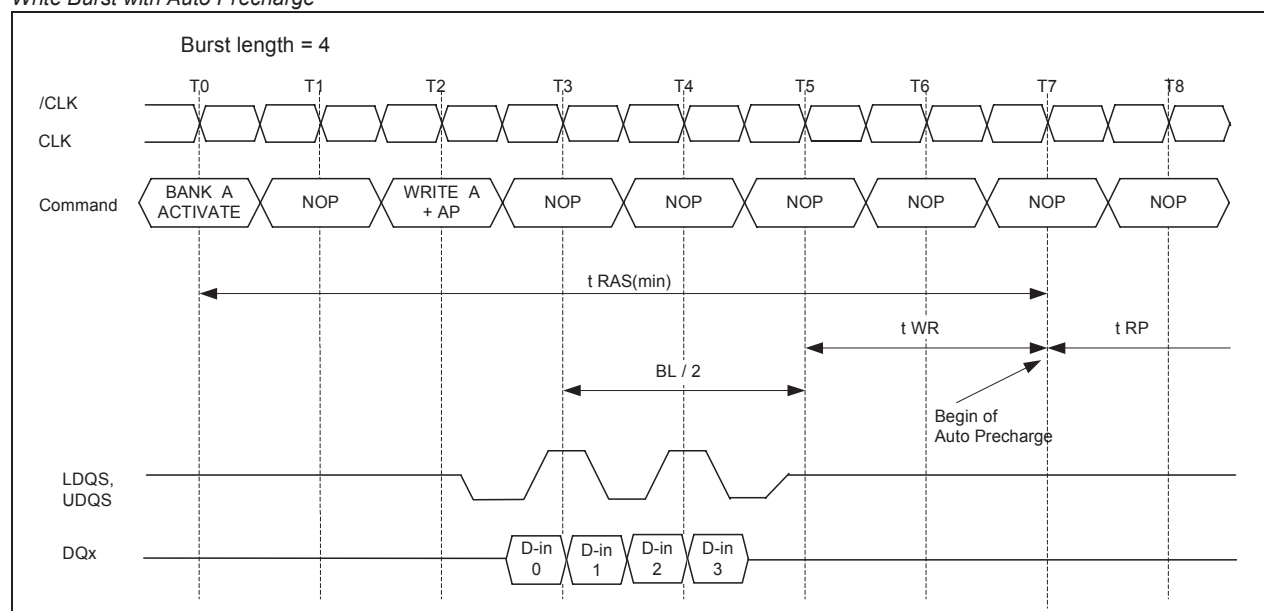 Write Burst with Auto Precharge
Burst length = 4
T0 T1 T2 T3 T4 T5 T6 T7 T8
/CLK
CLK
Command
BANK A
ACTIVATE
NOP
WRITE A
+ AP
NOP
NOP
NOP
NOP
NOP
NOP
t RAS(min)
t WR
t RP
BL / 2
Begin of
Auto Precharge
LDQS,
UDQS
DQx
D-in
0
D-in
1
D-in
2
D-in
3